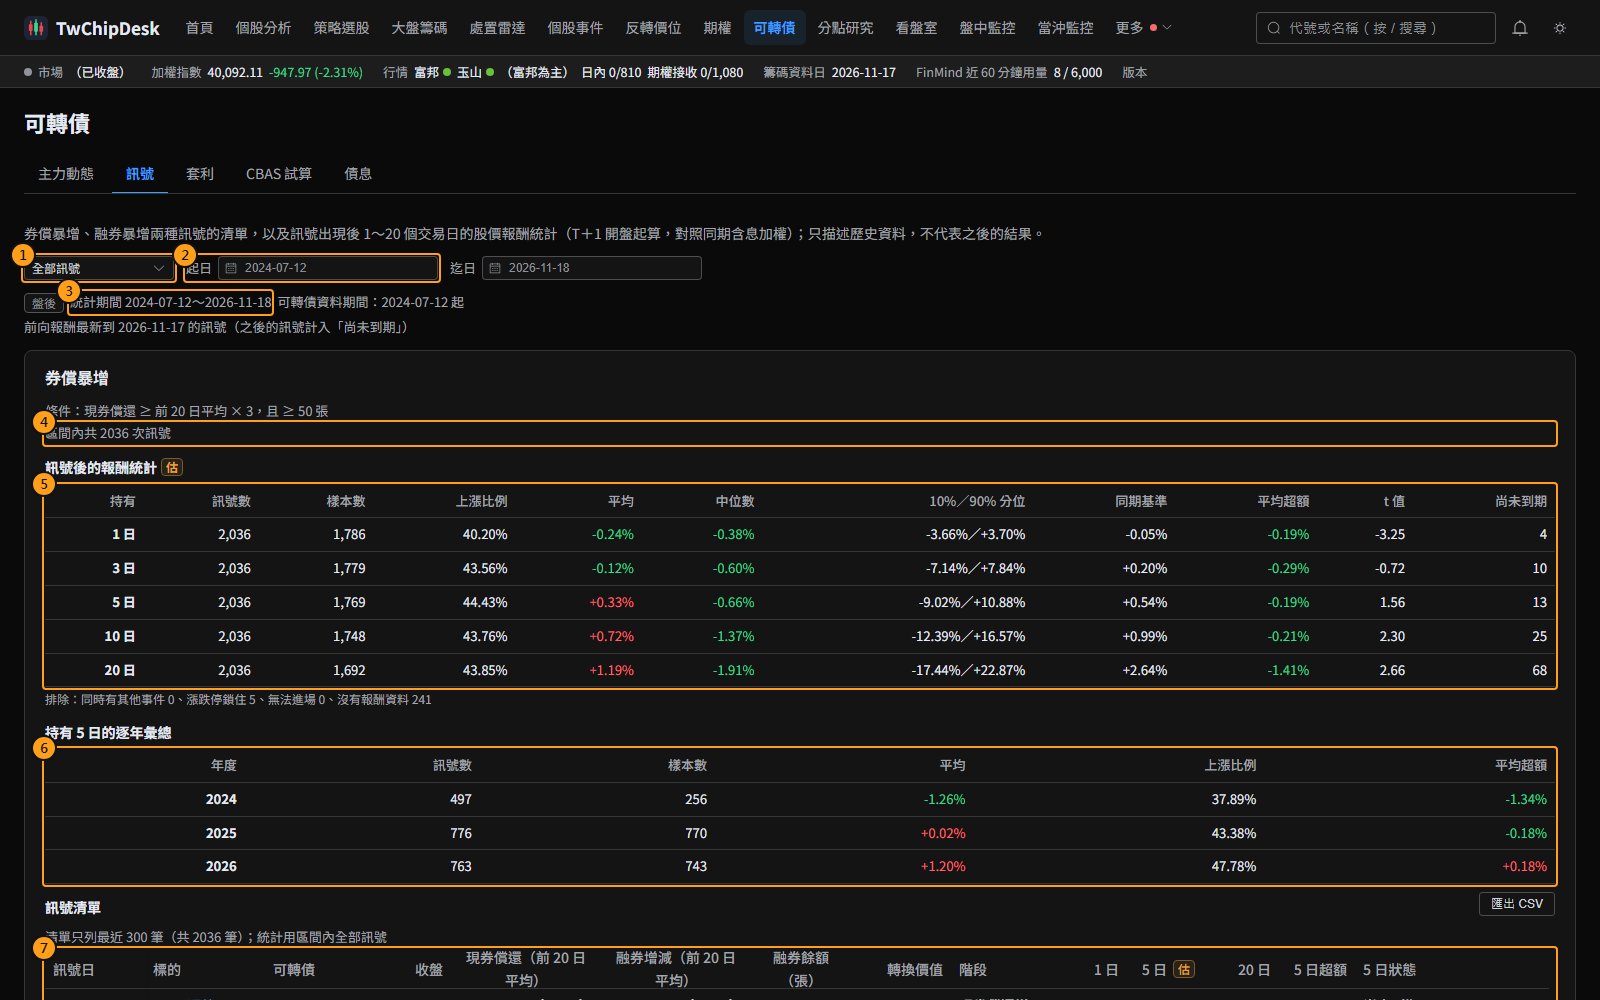 TwChipDesk 首頁 個股分析 策略選股 大盤籌碼 處置雷達 個股事件 反轉價位 期權 可轉債 分點研究 看盤室 盤中監控 當沖監控 更多 代號或名稱（按 / 搜尋）
市場 （已收盤） 加權指數 40,092.11 -947.97 (-2.31%) 行情 富邦 玉山 （富邦為主） 日內 0/810 期權接收 0/1,080 籌碼資料日 2026-11-17 FinMind 近 60 分鐘用量 8 / 6,000 版本
可轉債
主力動態 訊號 套利 CBAS 試算 債息
券償暴增、融券暴增兩種訊號的清單，以及訊號出現後 1～20 個交易日的股價報酬統計（T＋1 開盤起算，對照同期含息加權）；只描述歷史資料，不代表之後的結果。
1 全部訊號 2 起日 2024-07-12 迄日 2026-11-18
盤後 3 統計期間 2024-07-12～2026-11-18 可轉債資料期間：2024-07-12 起
前向報酬最新到 2026-11-17 的訊號（之後的訊號計入「尚未到期」）
券償暴增
條件：現券償還 ≥ 前 20 日平均 × 3，且 ≥ 50 張
4 區間內共 2036 次訊號
訊號後的報酬統計 估
5
持有 訊號數 樣本數 上漲比例 平均 中位數 10%／90% 分位 同期基準 平均超額 t 值 尚未到期
1 日 2,036 1,786 40.20% -0.24% -0.38% -3.66%／+3.70% -0.05% -0.19% -3.25 4
3 日 2,036 1,779 43.56% -0.12% -0.60% -7.14%／+7.84% +0.20% -0.29% -0.72 10
5 日 2,036 1,769 44.43% +0.33% -0.66% -9.02%／+10.88% +0.54% -0.19% 1.56 13
10 日 2,036 1,748 43.76% +0.72% -1.37% -12.39%／+16.57% +0.99% -0.21% 2.30 25
20 日 2,036 1,692 43.85% +1.19% -1.91% -17.44%／+22.87% +2.64% -1.41% 2.66 68
排除：同時有其他事件 0、漲跌停鎖住 5、無法進場 0、沒有報酬資料 241
持有 5 日的逐年彙總
6
年度 訊號數 樣本數 平均 上漲比例 平均超額
2024 497 256 -1.26% 37.89% -1.34%
2025 776 770 +0.02% 43.38% -0.18%
2026 763 743 +1.20% 47.78% +0.18%
訊號清單 匯出 CSV
清單只列最近 300 筆（共 2036 筆）；統計用區間內全部訊號
7
訊號日 標的 可轉債 收盤 現券償還（前 20 日平均） 融券增減（前 20 日平均） 融券餘額（張） 轉換價值 階段 1 日 5 日 估 20 日 5 日超額 5 日狀態